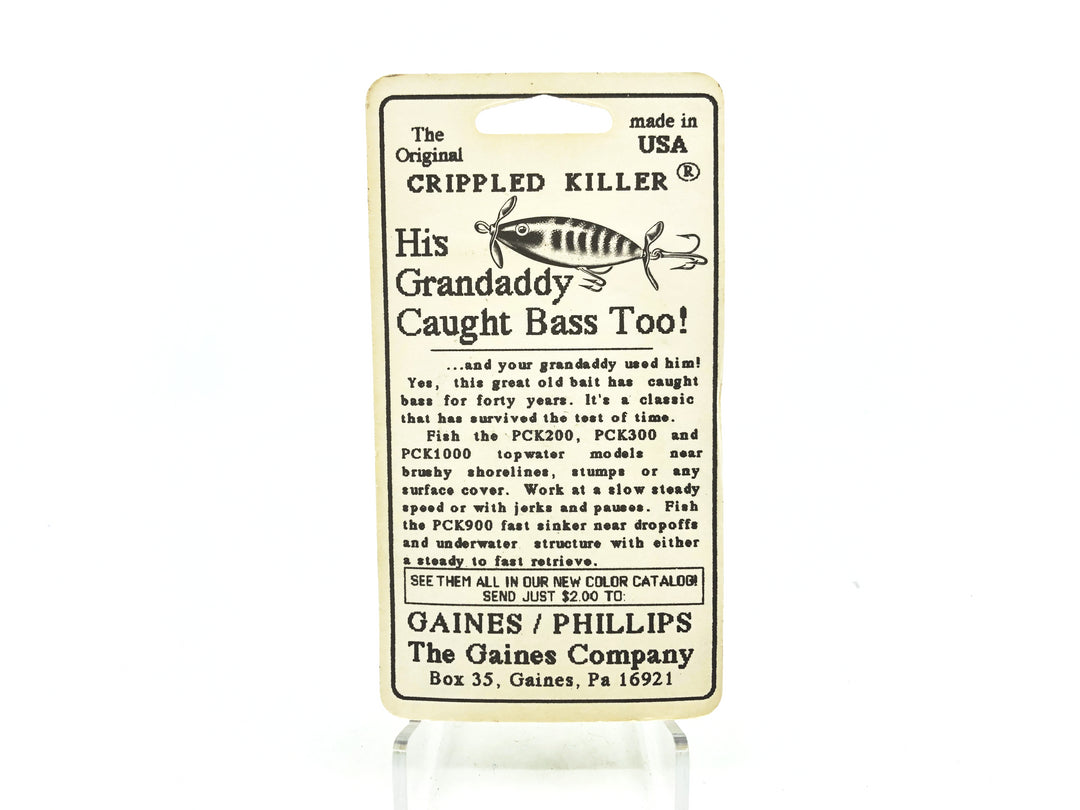 The
Original
made in
USA
CRIPPLED KILLER ®
His
Grandaddy
Caught Bass Too!
...and your grandaddy used him!
Yes, this great old bait has caught
bass for forty years. It's a classic
that has survived the test of time.
Fish the PCK200, PCK300 and
PCK1000 topwater models near
brushy shorelines, stumps or any
surface cover. Work at a slow steady
speed or with jerks and pauses. Fish
the PCK900 fast sinker near dropoffs
and underwater structure with either
a steady to fast retrieve.
SEE THEM ALL IN OUR NEW COLOR CATALOG!
SEND JUST $2.00 TO:
GAINES / PHILLIPS
The Gaines Company
Box 35, Gaines, Pa 16921